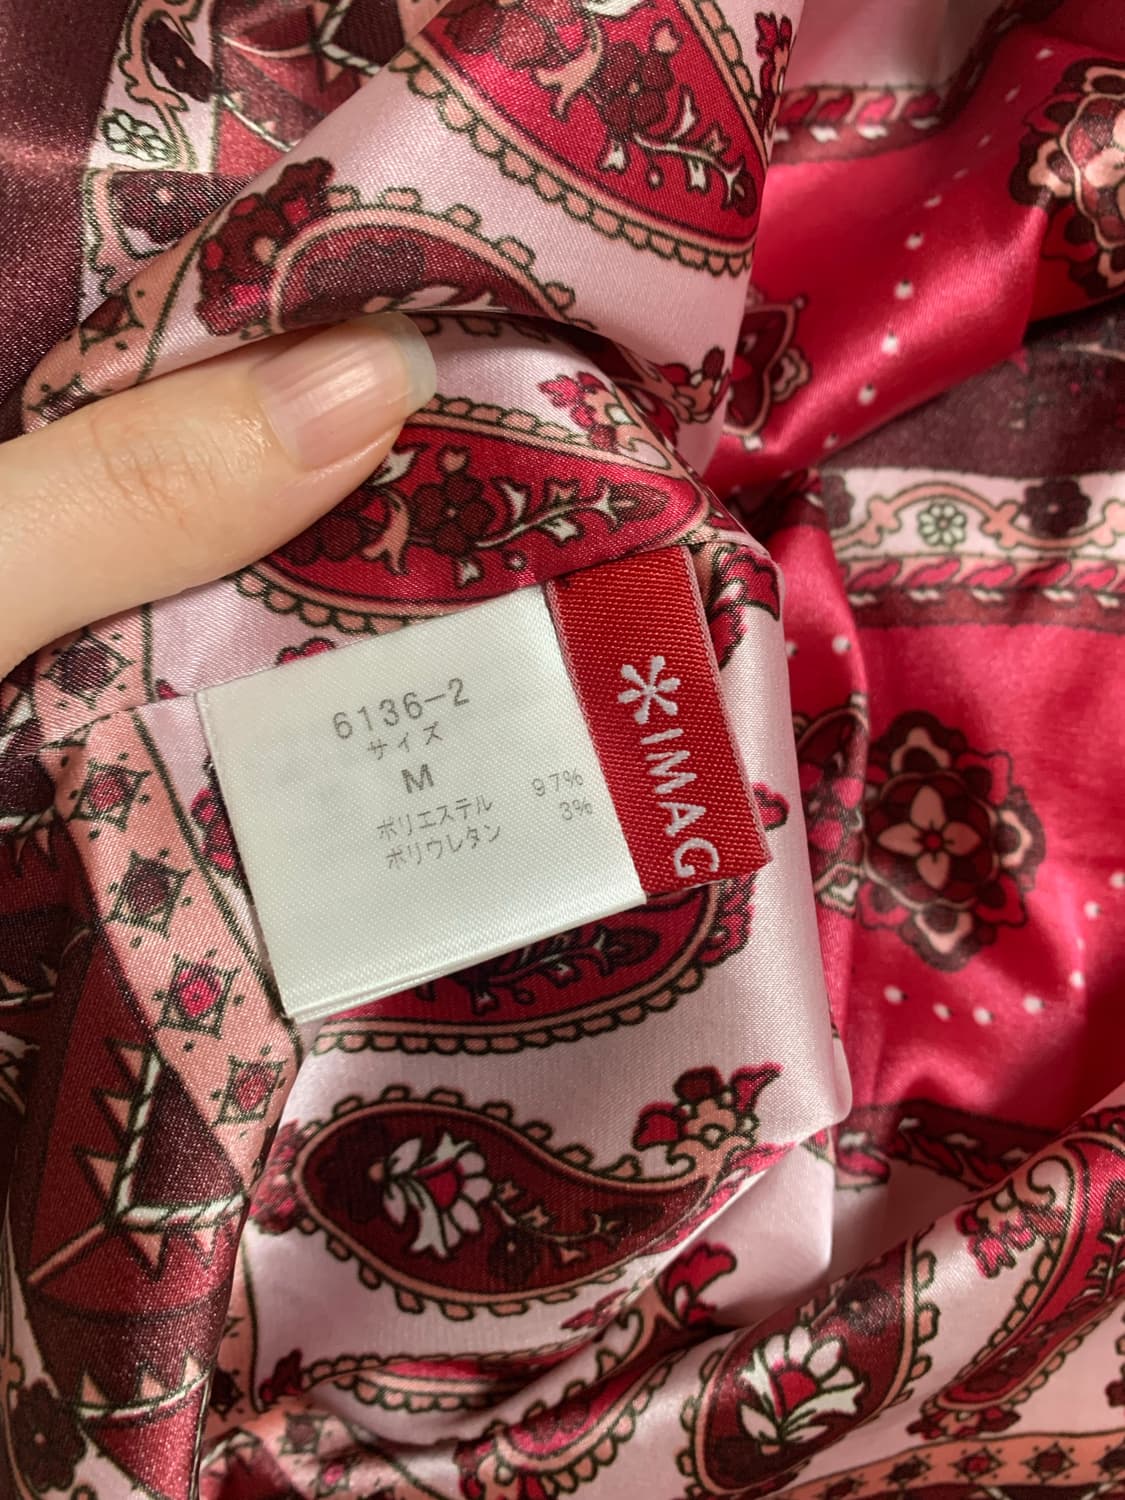 6136-2
サイズ
M
ポリエステル 97%
ポリウレタン 3%
*IMAG